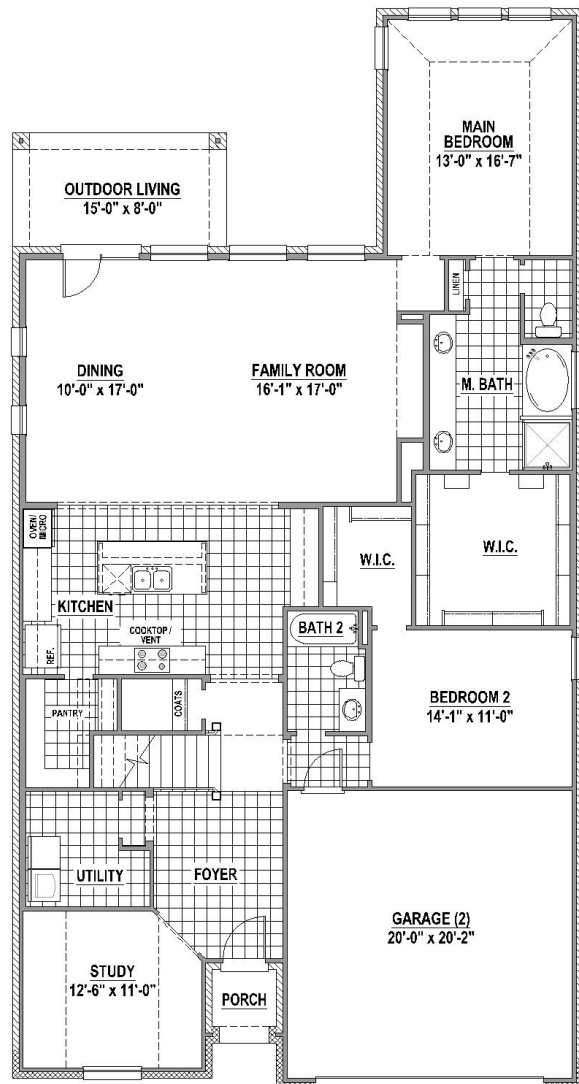 MAIN
BEDROOM
13'-0" x 16'-7"
OUTDOOR LIVING
15'-0" x 8'-0"
LINEN
DINING
10'-0" x 17'-0"
FAMILY ROOM
16'-1" x 17'-0"
M. BATH
OVEN/
MICRO
W.I.C.
W.I.C.
KITCHEN
COOKTOP /
VENT
REF.
BATH 2
PANTRY
COATS
BEDROOM 2
14'-1" x 11'-0"
UTILITY
FOYER
GARAGE (2)
20'-0" x 20'-2"
STUDY
12'-6" x 11'-0"
PORCH